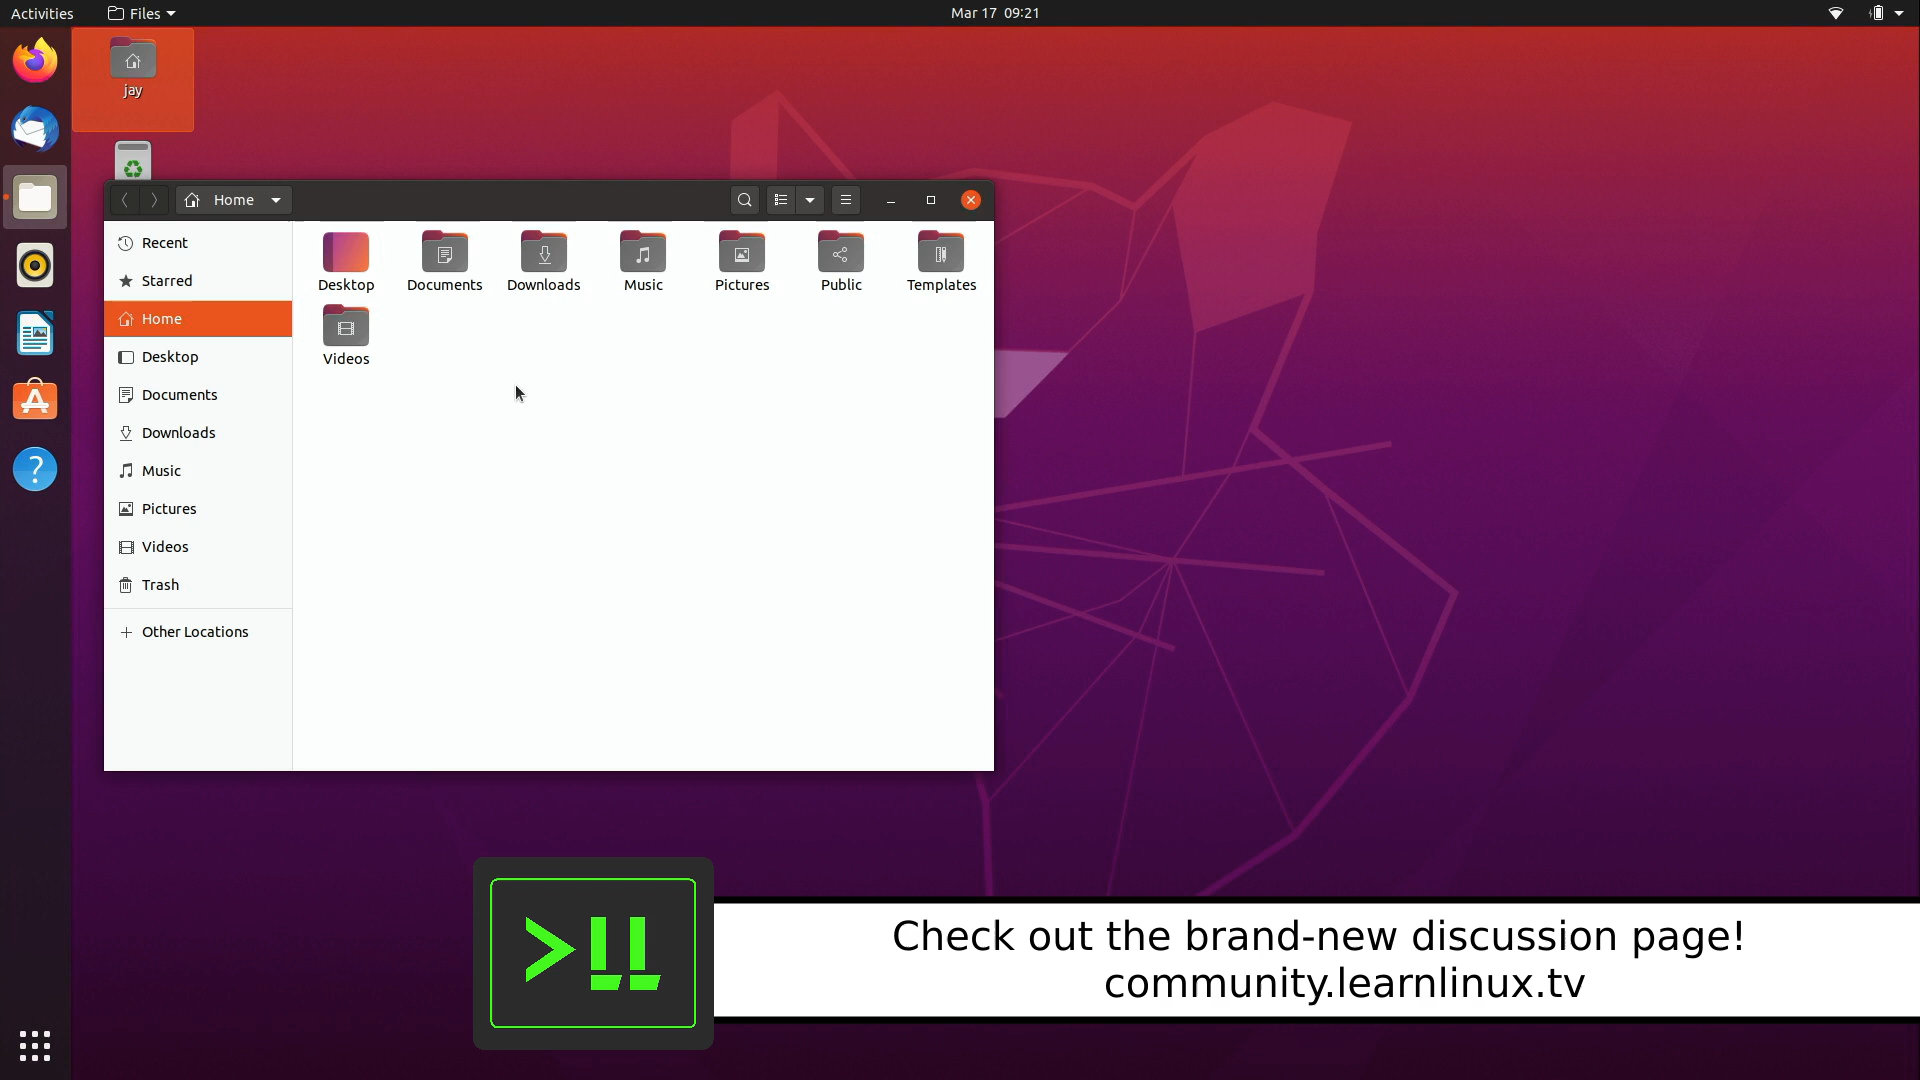 Activities
Files
Mar 17 09:21
jay
Home
Recent
Starred
Home
Desktop
Documents
Downloads
Music
Pictures
Videos
Trash
Other Locations
Desktop
Documents
Downloads
Music
Pictures
Public
Templates
Videos
Check out the brand-new discussion page!
community.learnlinux.tv